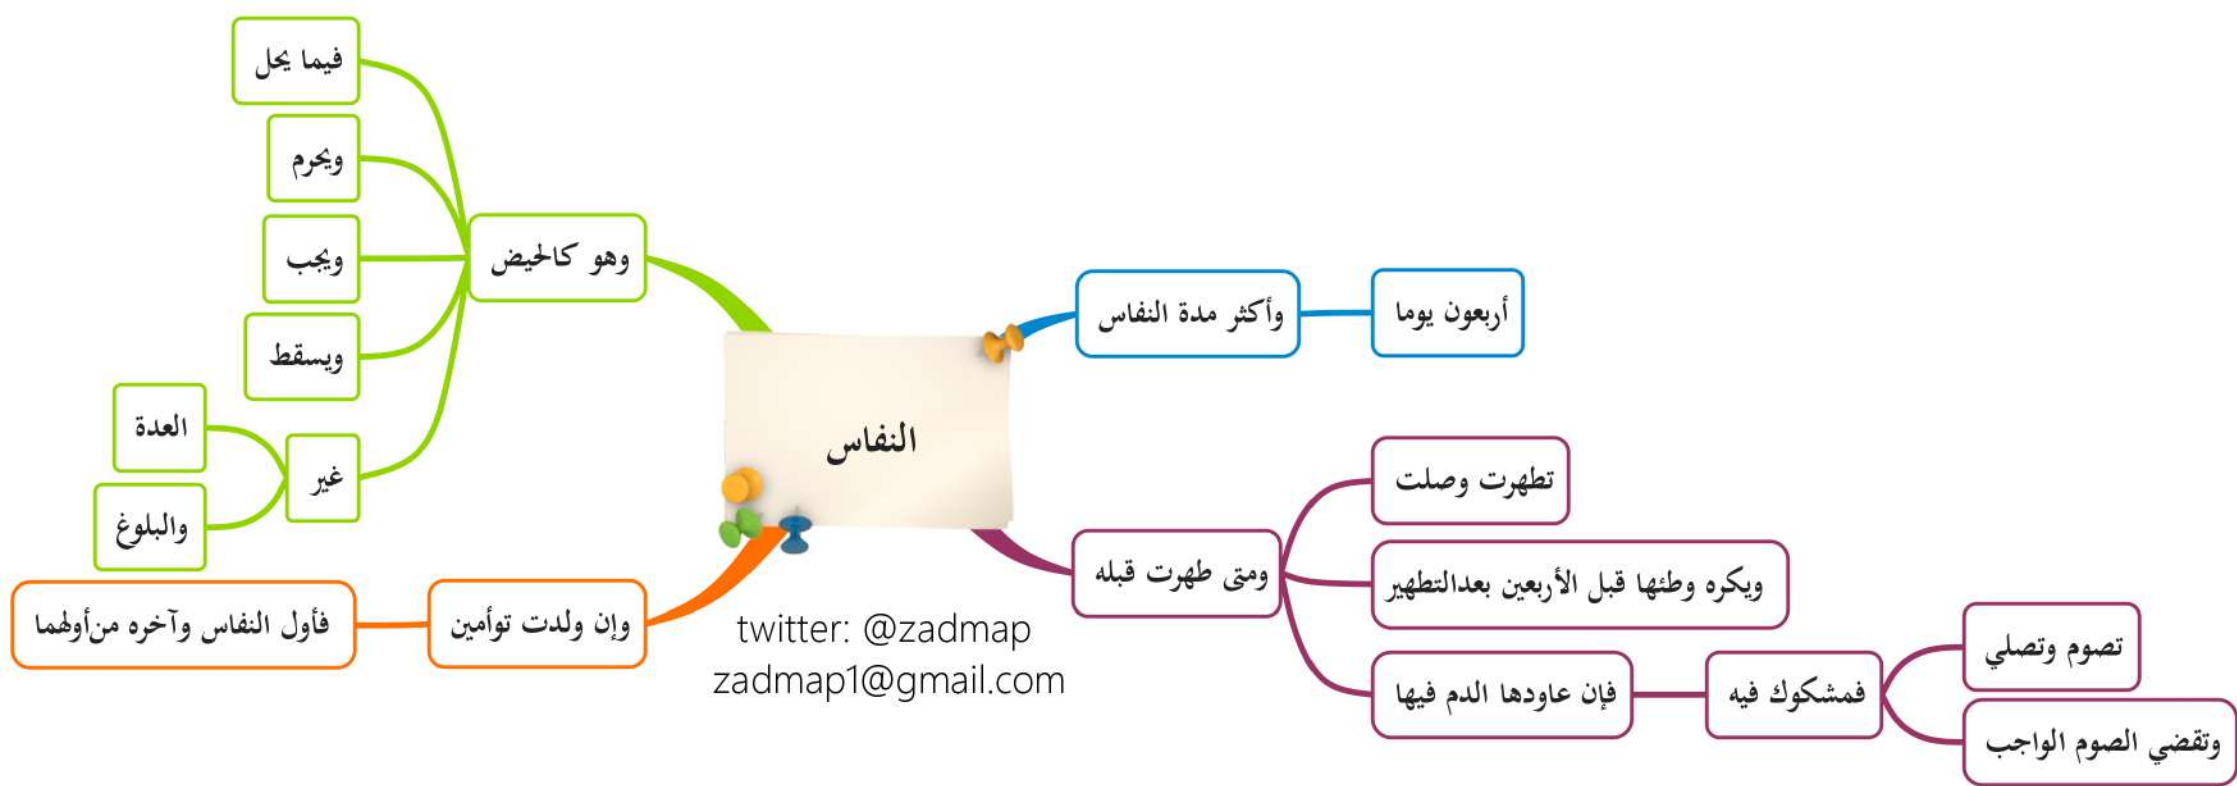 النفاس
وأكثر مدة النفاس
أربعون يوما
ومتى طهرت قبله
تطهرت وصلت
ويكره وطئها قبل الأربعين بعدالتطهير
فإن عاودها الدم فيها
فمشكوك فيه
تصوم وتصلي
وتقضي الصوم الواجب
وهو كالحيض
فيما يحل
ويحرم
ويجب
ويسقط
غير
العدة
والبلوغ
وإن ولدت توأمين
فأول النفاس وآخره من أولهما
twitter: @zadmap
zadmap1@gmail.com